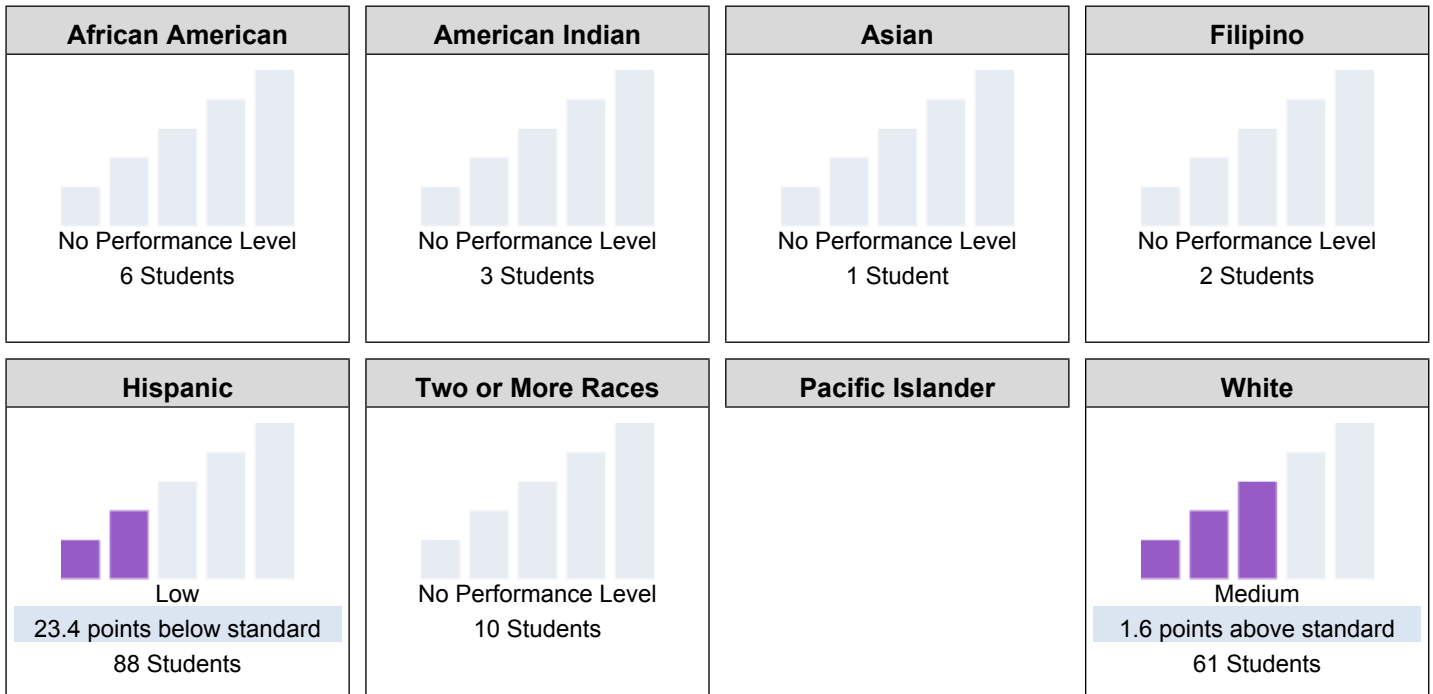 African American
No Performance Level
6 Students
American Indian
No Performance Level
3 Students
Asian
No Performance Level
1 Student
Filipino
No Performance Level
2 Students
Hispanic
Low
23.4 points below standard
88 Students
Two or More Races
No Performance Level
10 Students
Pacific Islander
White
Medium
1.6 points above standard
61 Students